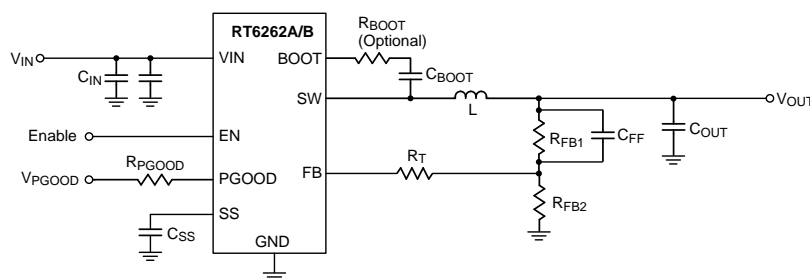 RT6262A/B
RBOOT
(Optional)
VIN
VIN
BOOT
CIN
CBOOT
SW
L
VOUT
Enable
EN
RFB1
CFF
COUT
RPGOOD
VPGOOD
PGOOD
FB
RT
SS
RFB2
CSS
GND